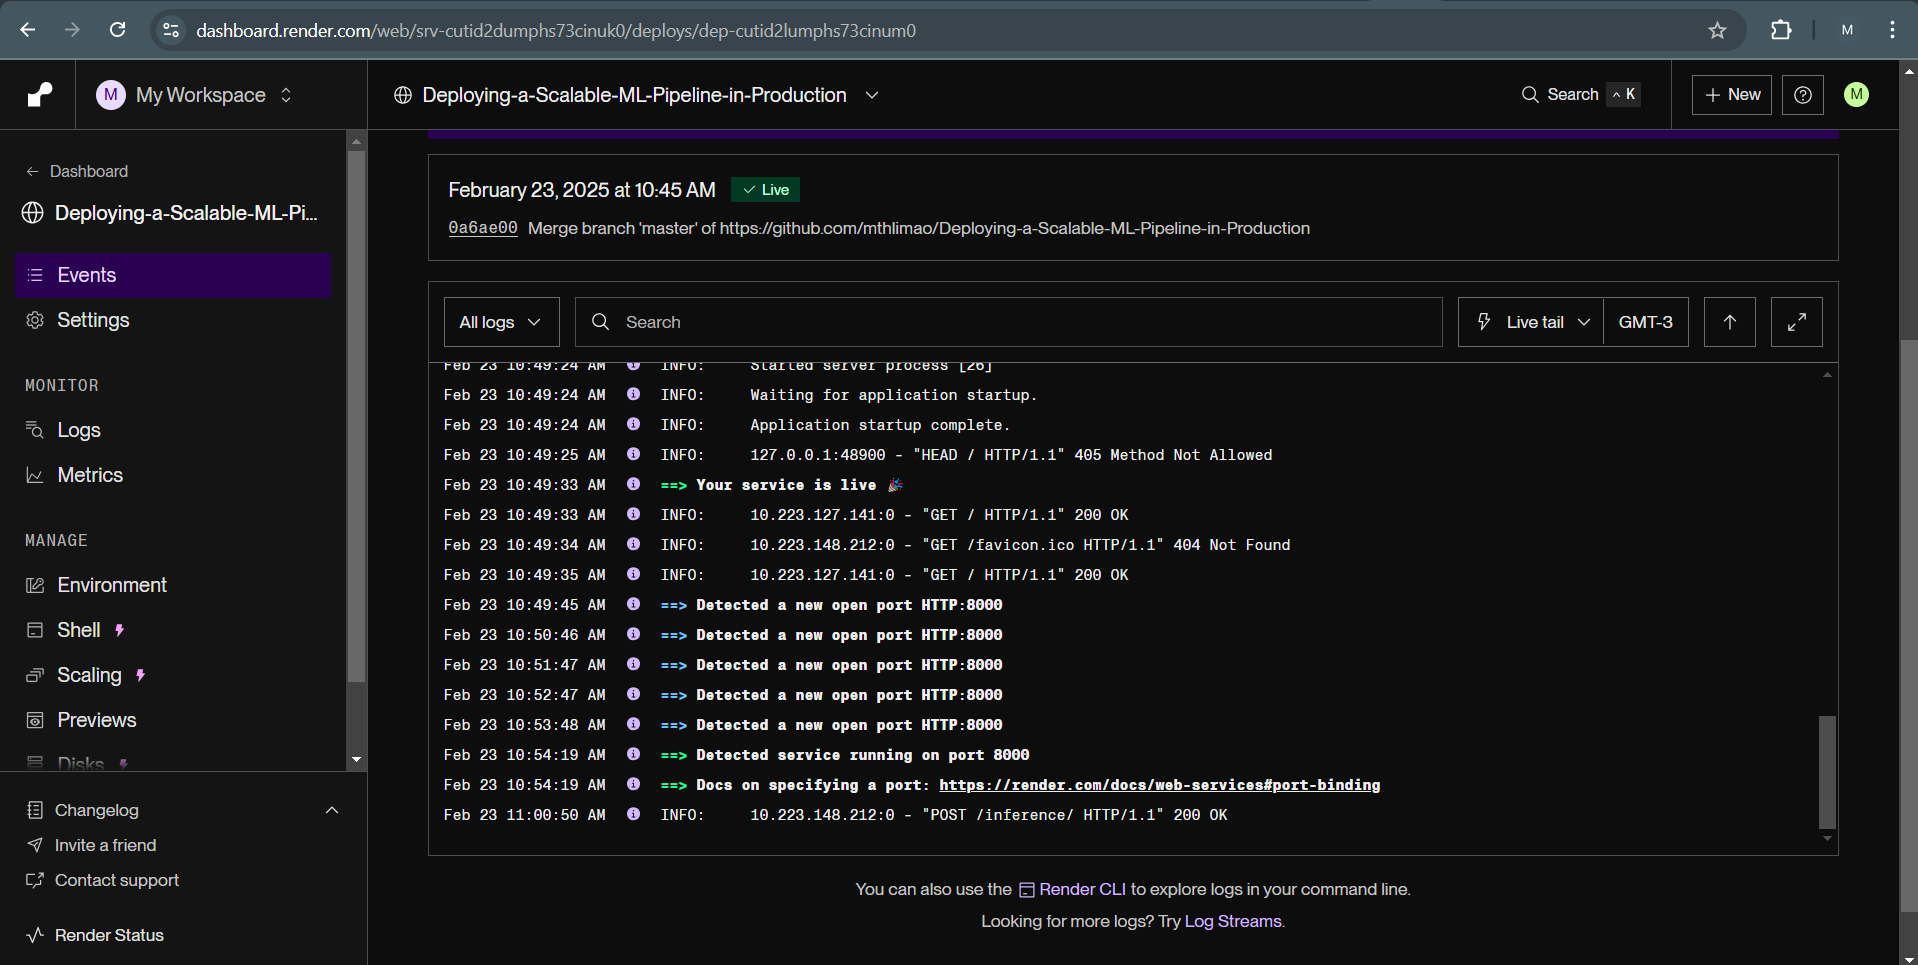 dashboard.render.com/web/srv-cutid2dumphs73cinuk0/deploys/dep-cutid2lumphs73cinum0
M
M My Workspace
Deploying-a-Scalable-ML-Pipeline-in-Production
Search ^ K
+ New
M
← Dashboard
Deploying-a-Scalable-ML-Pi...
Events
Settings
MONITOR
Logs
Metrics
MANAGE
Environment
Shell
Scaling
Previews
Disks
Changelog
Invite a friend
Contact support
Render Status
February 23, 2025 at 10:45 AM ✓ Live
0a6ae00 Merge branch 'master' of https://github.com/mthlimao/Deploying-a-Scalable-ML-Pipeline-in-Production
All logs
Search
Live tail
GMT-3
Feb 23 10:49:24 AM INFO: Started server process [26]
Feb 23 10:49:24 AM INFO: Waiting for application startup.
Feb 23 10:49:24 AM INFO: Application startup complete.
Feb 23 10:49:25 AM INFO: 127.0.0.1:48900 - "HEAD / HTTP/1.1" 405 Method Not Allowed
Feb 23 10:49:33 AM ==> Your service is live 🎉
Feb 23 10:49:33 AM INFO: 10.223.127.141:0 - "GET / HTTP/1.1" 200 OK
Feb 23 10:49:34 AM INFO: 10.223.148.212:0 - "GET /favicon.ico HTTP/1.1" 404 Not Found
Feb 23 10:49:35 AM INFO: 10.223.127.141:0 - "GET / HTTP/1.1" 200 OK
Feb 23 10:49:45 AM ==> Detected a new open port HTTP:8000
Feb 23 10:50:46 AM ==> Detected a new open port HTTP:8000
Feb 23 10:51:47 AM ==> Detected a new open port HTTP:8000
Feb 23 10:52:47 AM ==> Detected a new open port HTTP:8000
Feb 23 10:53:48 AM ==> Detected a new open port HTTP:8000
Feb 23 10:54:19 AM ==> Detected service running on port 8000
Feb 23 10:54:19 AM ==> Docs on specifying a port: https://render.com/docs/web-services#port-binding
Feb 23 11:00:50 AM INFO: 10.223.148.212:0 - "POST /inference/ HTTP/1.1" 200 OK
You can also use the Render CLI to explore logs in your command line.
Looking for more logs? Try Log Streams.